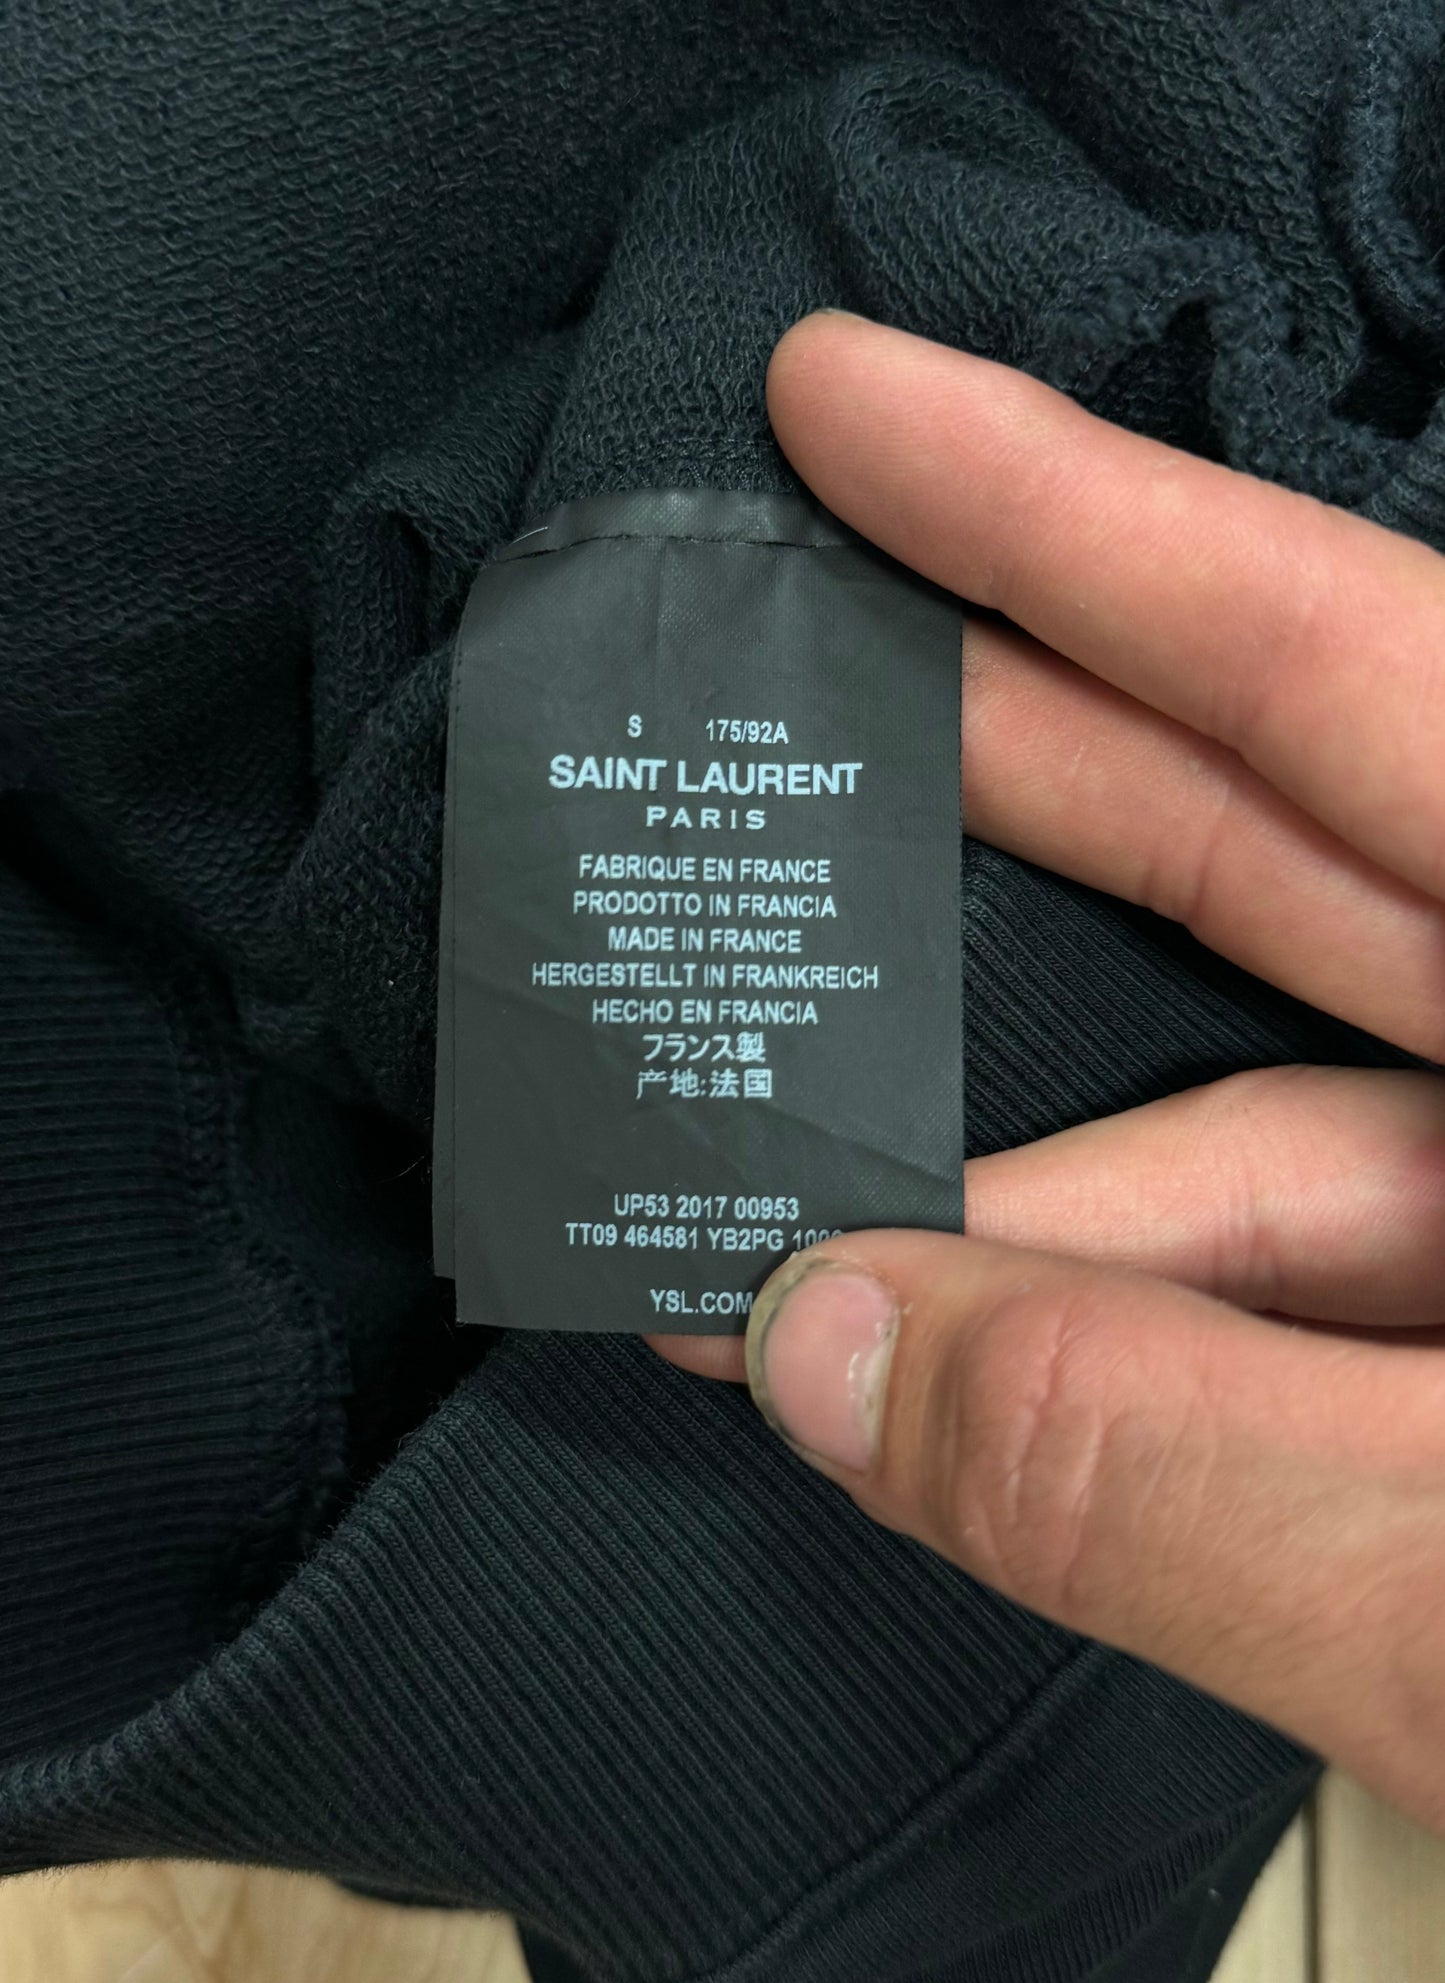 S 175/92A
SAINT LAURENT
PARIS
FABRIQUE EN FRANCE
PRODOTTO IN FRANCIA
MADE IN FRANCE
HERGESTELLT IN FRANKREICH
HECHO EN FRANCIA
フランス製
产地:法国
UP53 2017 00953
TT09 464581 YB2PG
YSL.COM